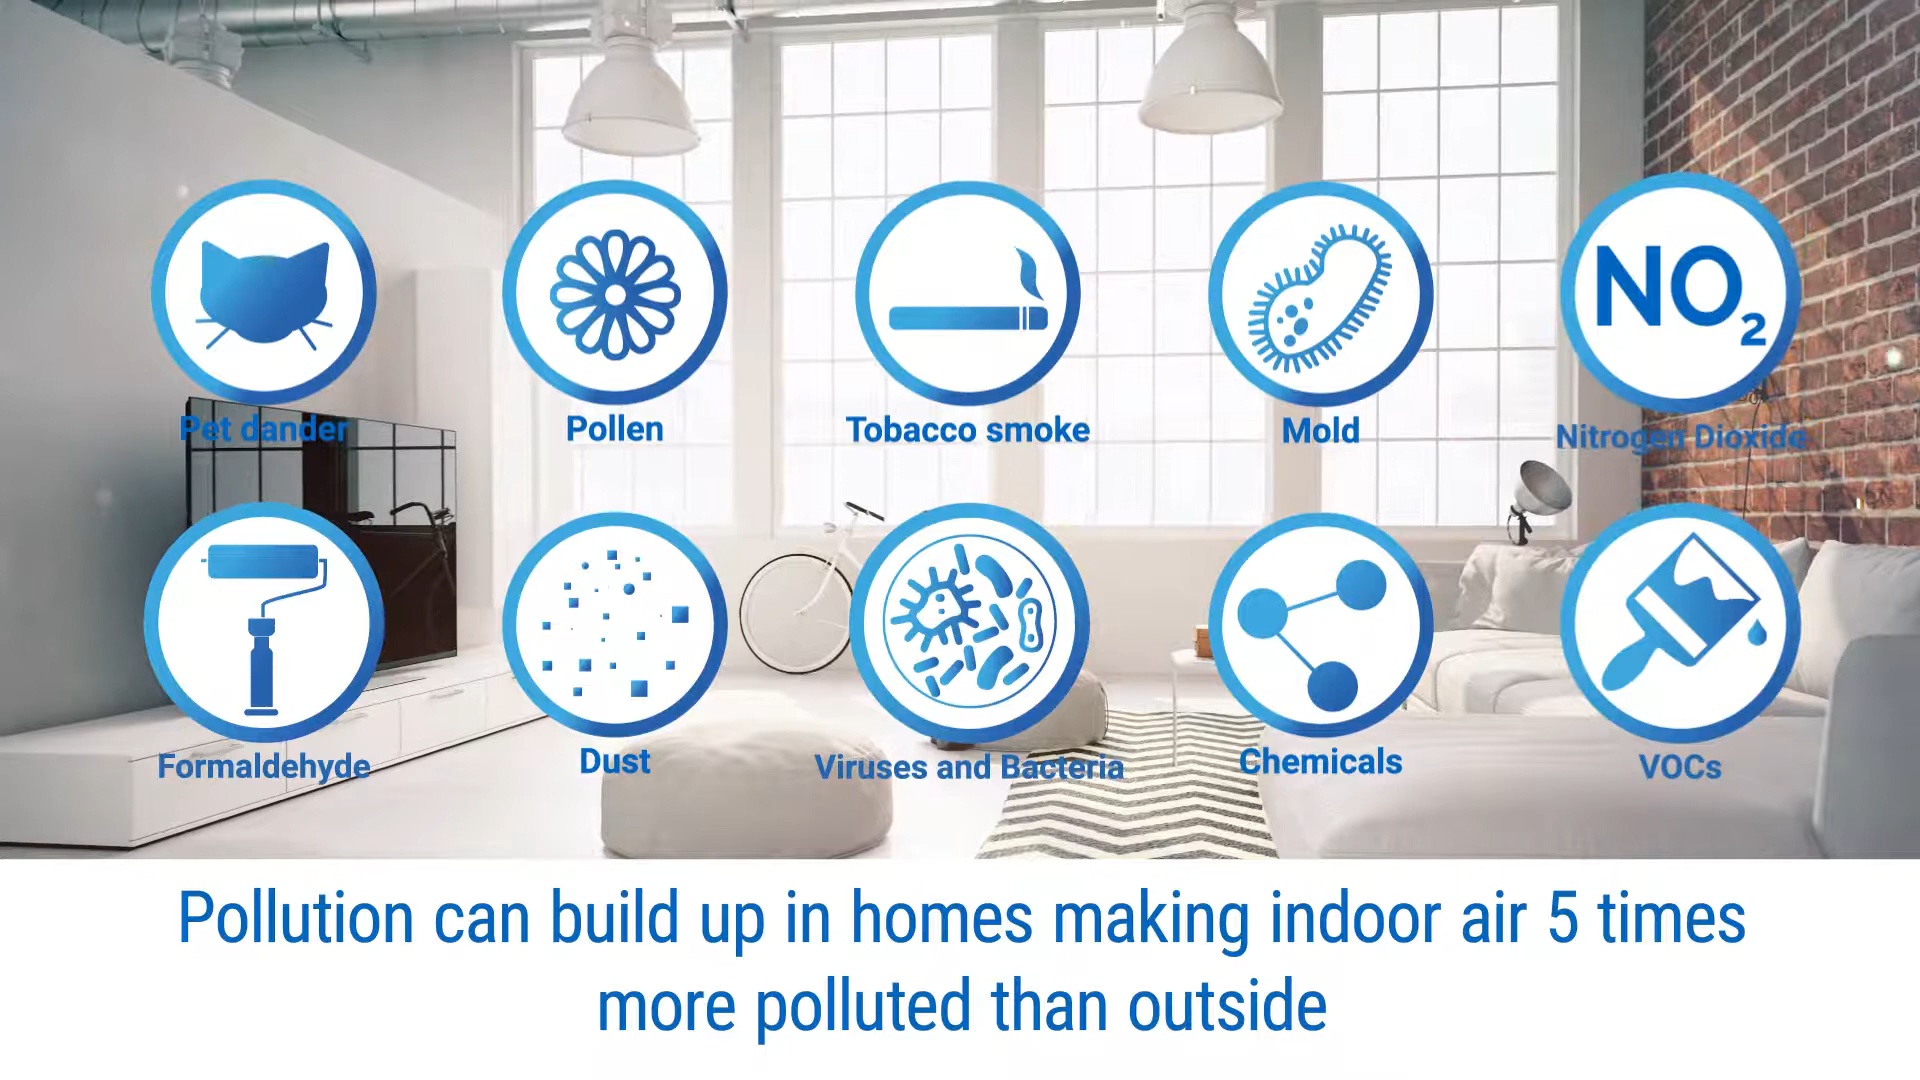 NO2
Pet dander
Pollen
Tobacco smoke
Mold
Nitrogen Dioxide
Formaldehyde
Dust
Viruses and Bacteria
Chemicals
VOCs
Pollution can build up in homes making indoor air 5 times
more polluted than outside